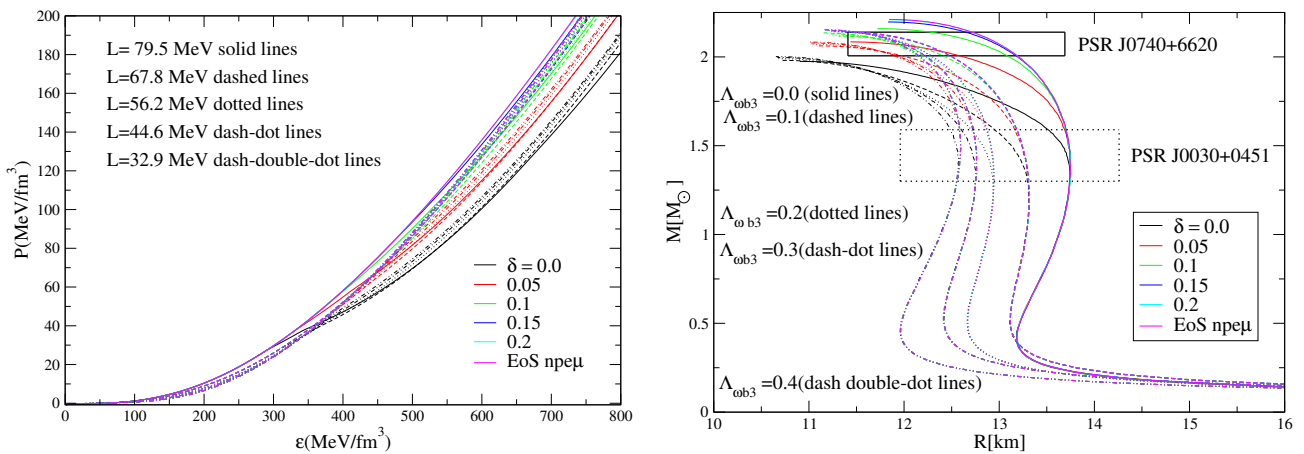 200
180
160
140
120
100
80
60
40
20
0
P(MeV/fm³)
L= 79.5 MeV solid lines
L=67.8 MeV dashed lines
L=56.2 MeV dotted lines
L=44.6 MeV dash-dot lines
L=32.9 MeV dash-double-dot lines
δ = 0.0
0.05
0.1
0.15
0.2
EoS npeμ
0 100 200 300 400 500 600 700 800
ε(MeV/fm³)
2
1.5
1
0.5
0
M[M⊙]
PSR J0740+6620
Λωb3 =0.0 (solid lines)
Λωb3 =0.1(dashed lines)
PSR J0030+0451
Λω b3 =0.2(dotted lines)
Λωb3 =0.3(dash-dot lines)
Λωb3 =0.4(dash double-dot lines)
δ = 0.0
0.05
0.1
0.15
0.2
EoS npeμ
10 11 12 13 14 15 16
R[km]